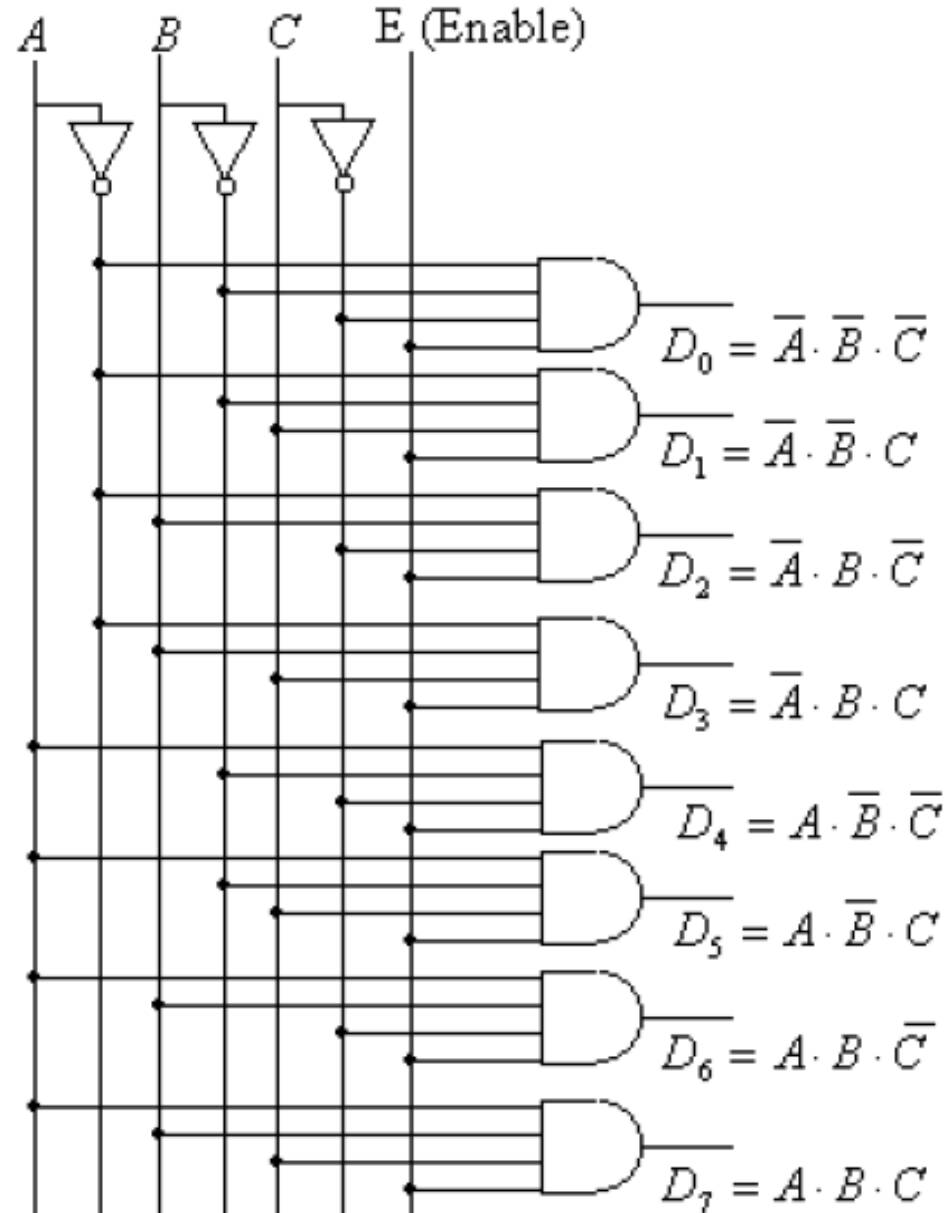 A B C E (Enable)
D₀ = A̅ · B̅ · C̅
D₁ = A̅ · B̅ · C
D₂ = A̅ · B · C̅
D₃ = A̅ · B · C
D₄ = A · B̅ · C̅
D₅ = A · B̅ · C
D₆ = A · B · C̅
D₇ = A · B · C